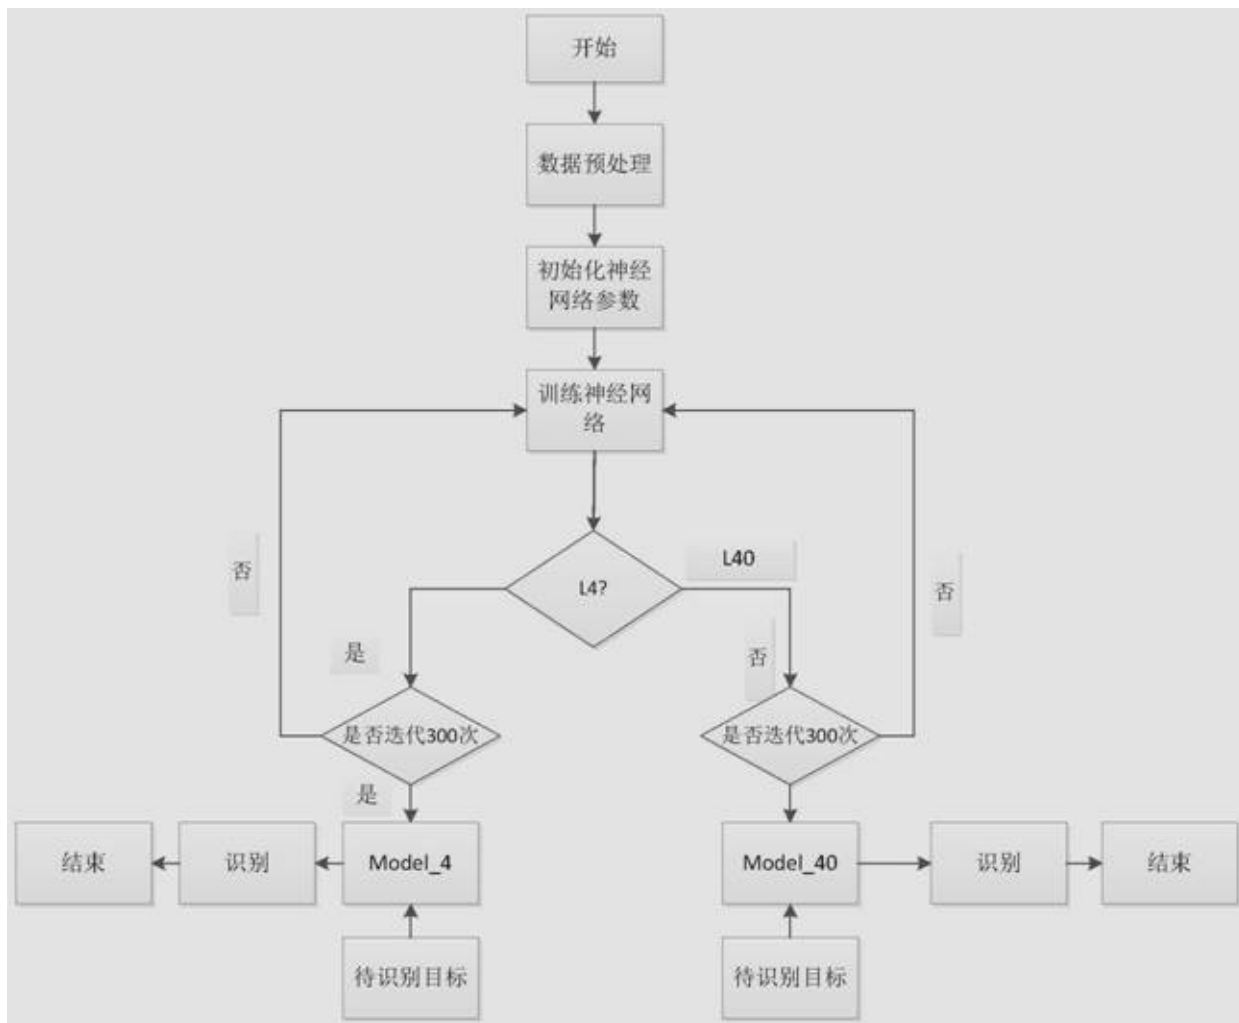 开始
数据预处理
初始化神经
网络参数
训练神经网
络
L4?
L40
否
否
是
否
是否迭代300次
是否迭代300次
是
结束
识别
Model_4
Model_40
识别
结束
待识别目标
待识别目标